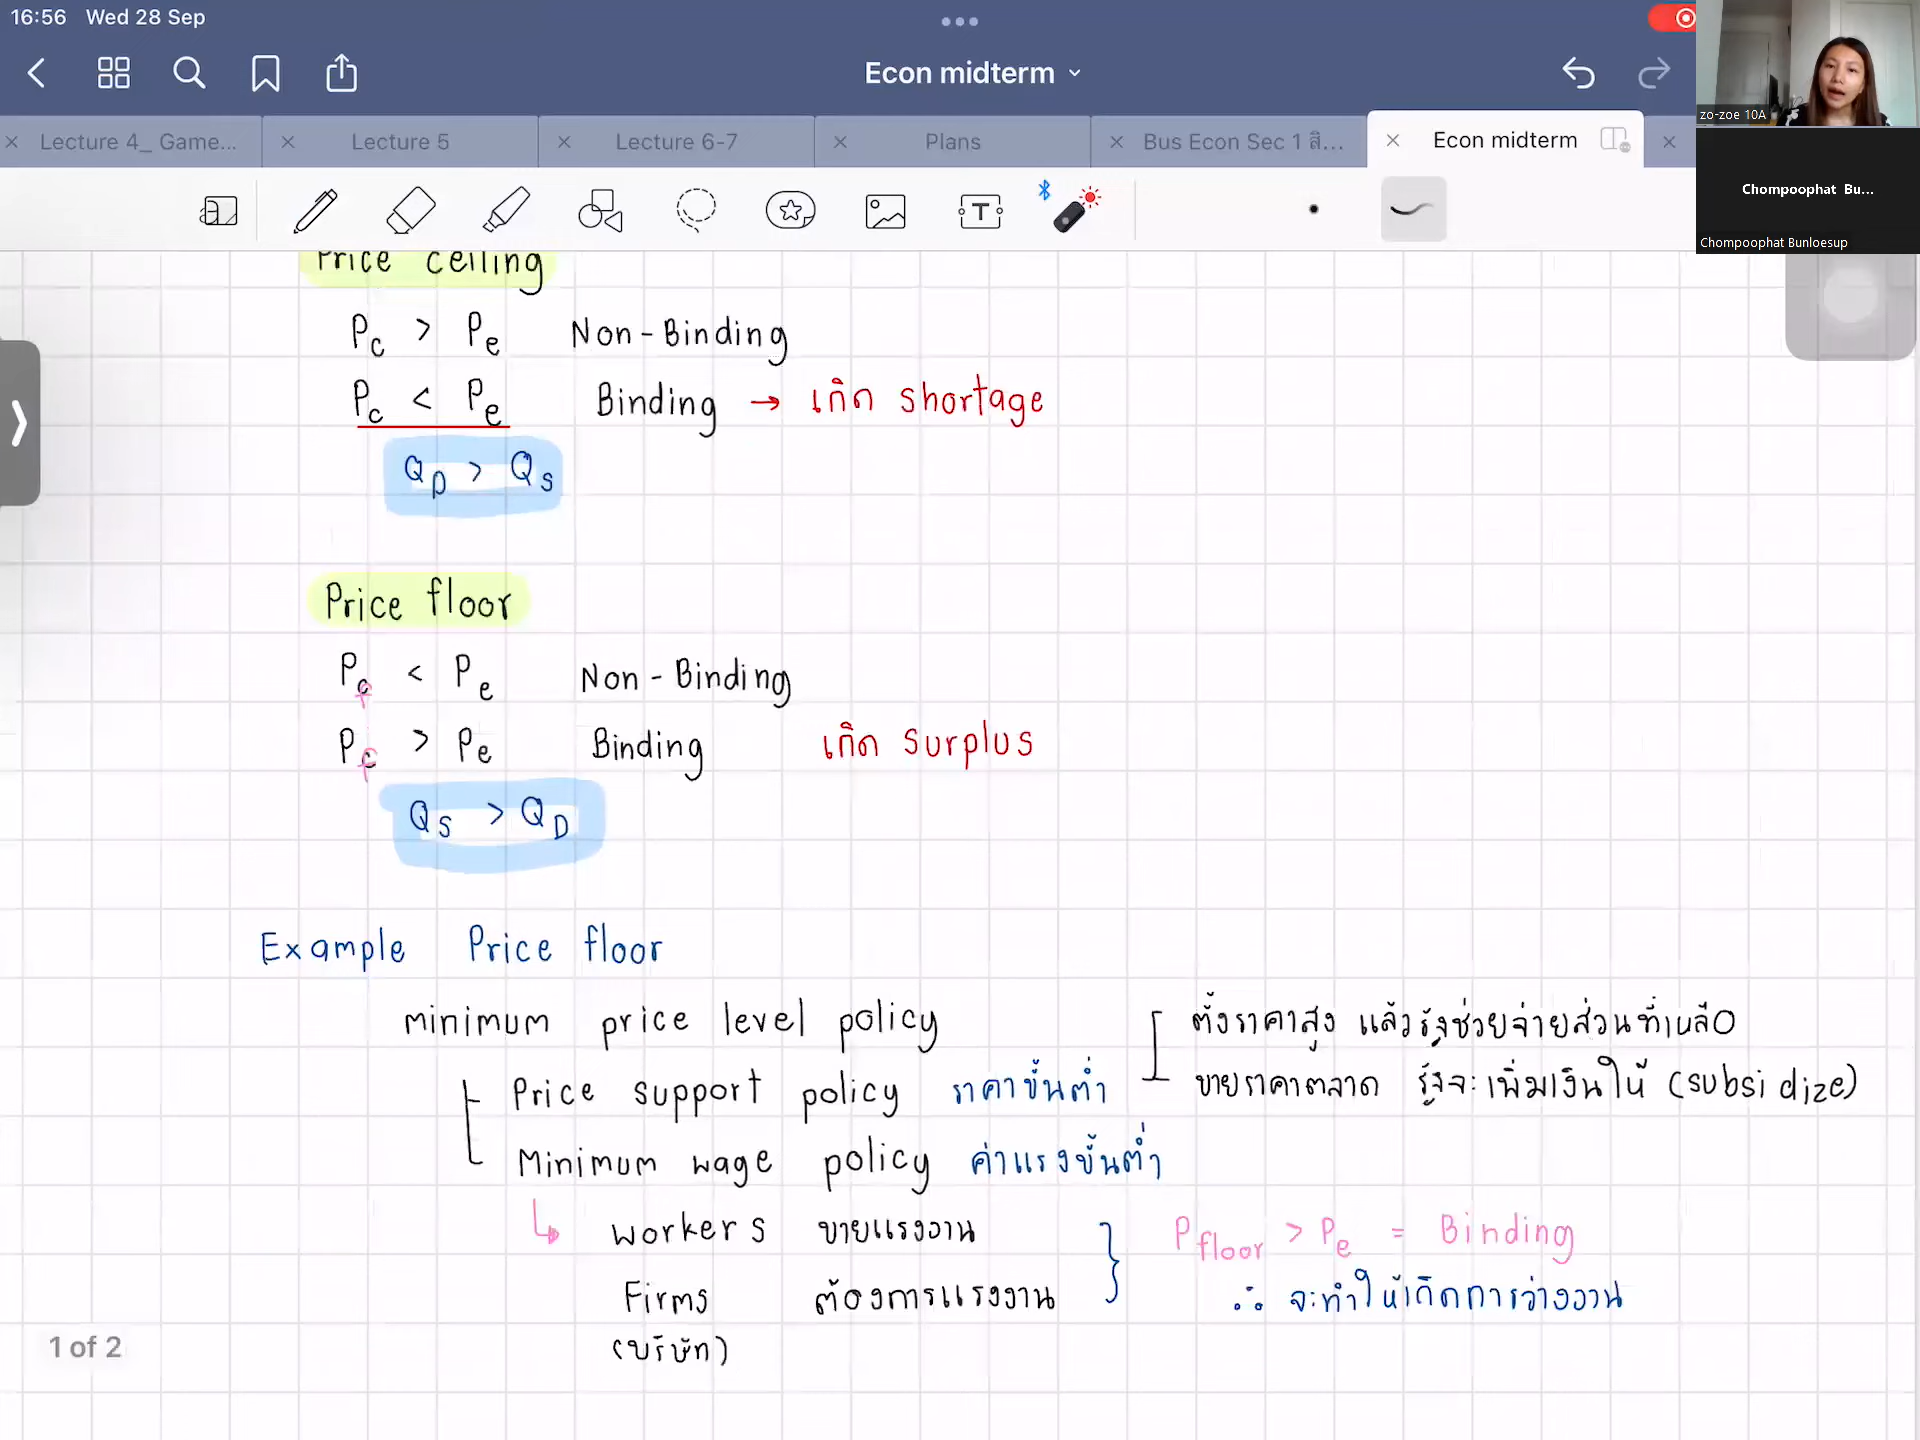 16:56 Wed 28 Sep
Econ midterm
zo-zoe 10A
Lecture 4_ Game...
Lecture 5
Lecture 6-7
Plans
Bus Econ Sec 1 สิ...
Econ midterm
Chompoophat Bu...
Chompoophat Bunloesup
Price ceiling
Pc > Pe Non-Binding
Pc < Pe Binding → เกิด shortage
QD > QS
Price floor
Pf < Pe Non-Binding
Pf > Pe Binding เกิด surplus
QS > QD
Example Price floor
minimum price level policy
ตั้งราคาสูง แล้วรัฐช่วยจ่ายส่วนที่เหลือ
Price support policy ราคาขั้นต่ำ
ขายราคาตลาด รัฐจะเพิ่มเงินให้ (subsidize)
Minimum wage policy ค่าแรงขั้นต่ำ
workers ขายแรงงาน
Pfloor > Pe = Binding
Firms ต้องการแรงงาน
∴ จะทำให้เกิดการว่างงาน
(บริษัท)
1 of 2